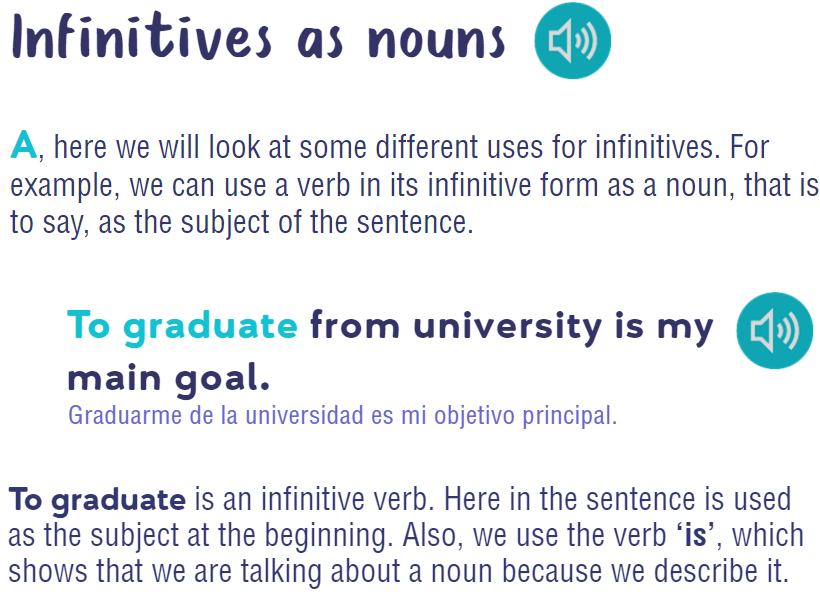 Infinitives as nouns
A, here we will look at some different uses for infinitives. For
example, we can use a verb in its infinitive form as a noun, that is
to say, as the subject of the sentence.
To graduate from university is my
main goal.
Graduarme de la universidad es mi objetivo principal.
To graduate is an infinitive verb. Here in the sentence is used
as the subject at the beginning. Also, we use the verb ‘is’, which
shows that we are talking about a noun because we describe it.